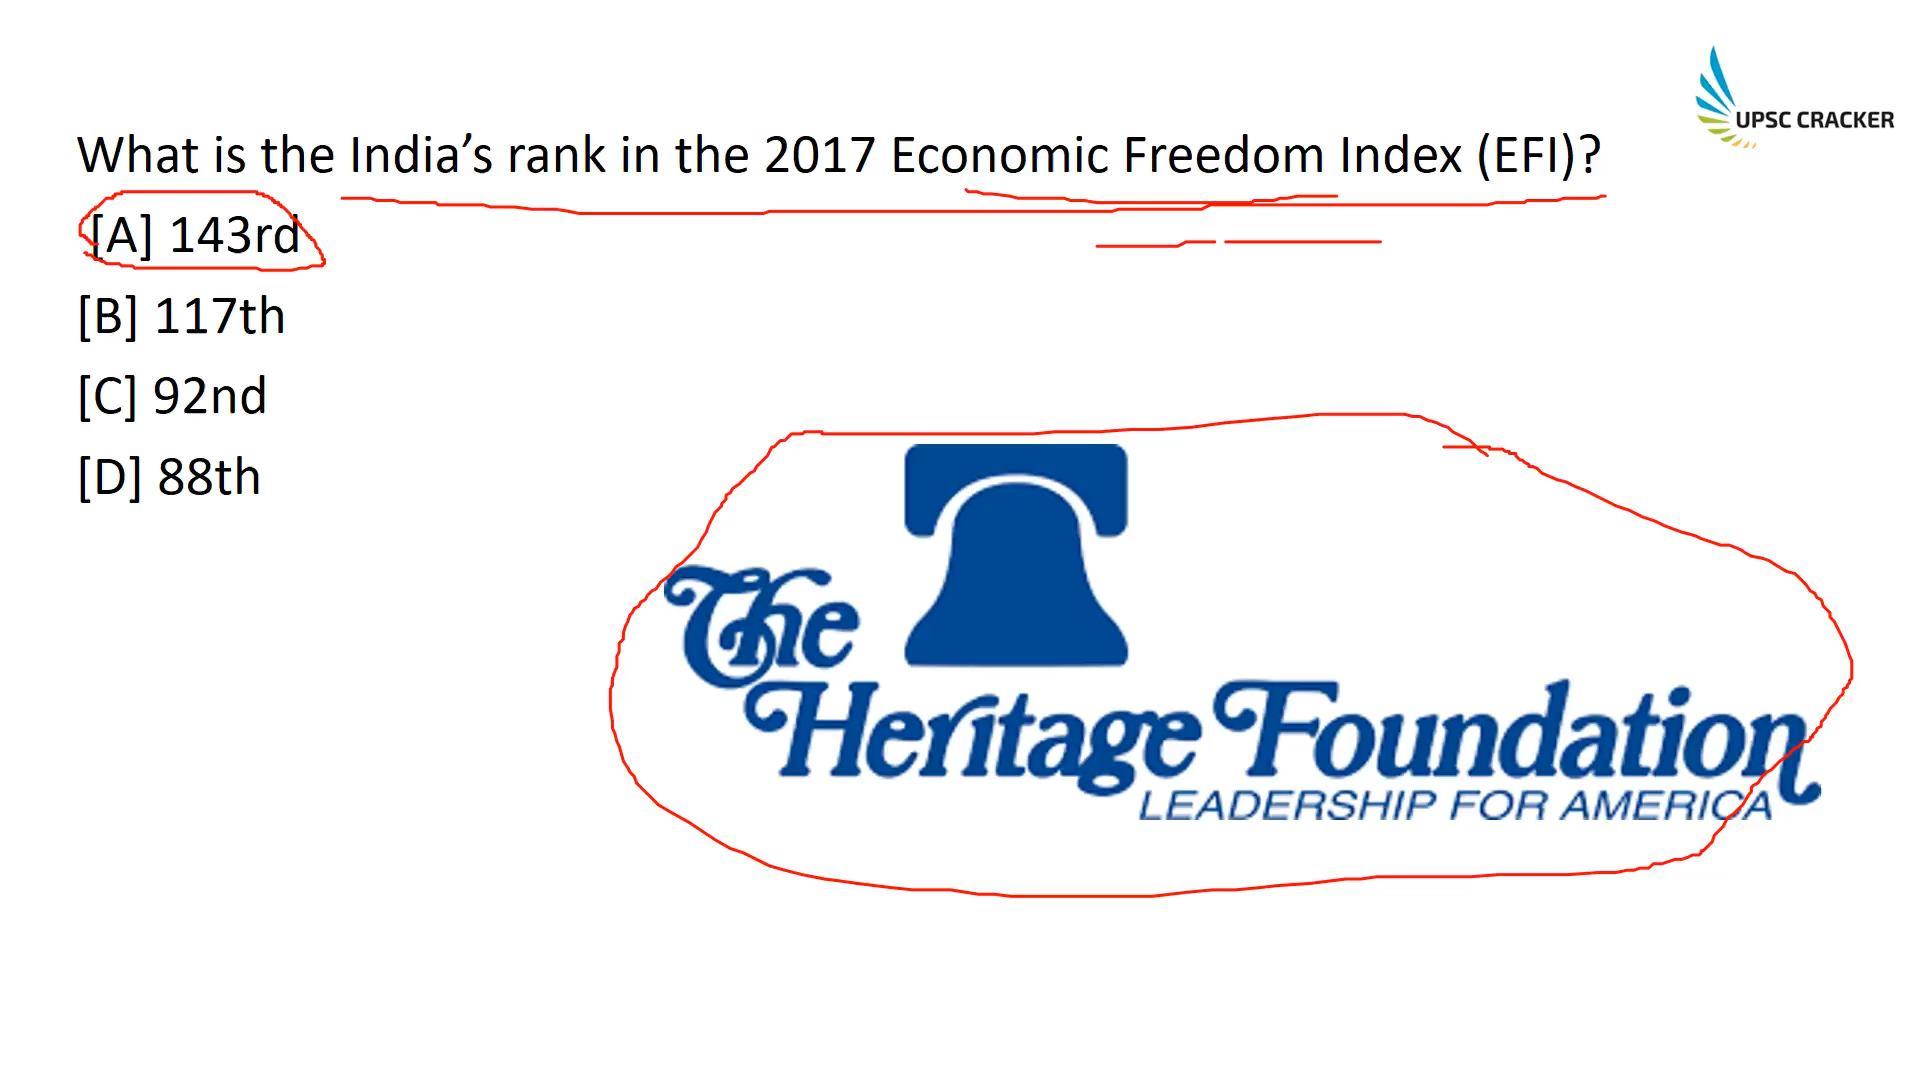 UPSC CRACKER
What is the India’s rank in the 2017 Economic Freedom Index (EFI)?
[A] 143rd
[B] 117th
[C] 92nd
[D] 88th
The
Heritage Foundation
LEADERSHIP FOR AMERICA